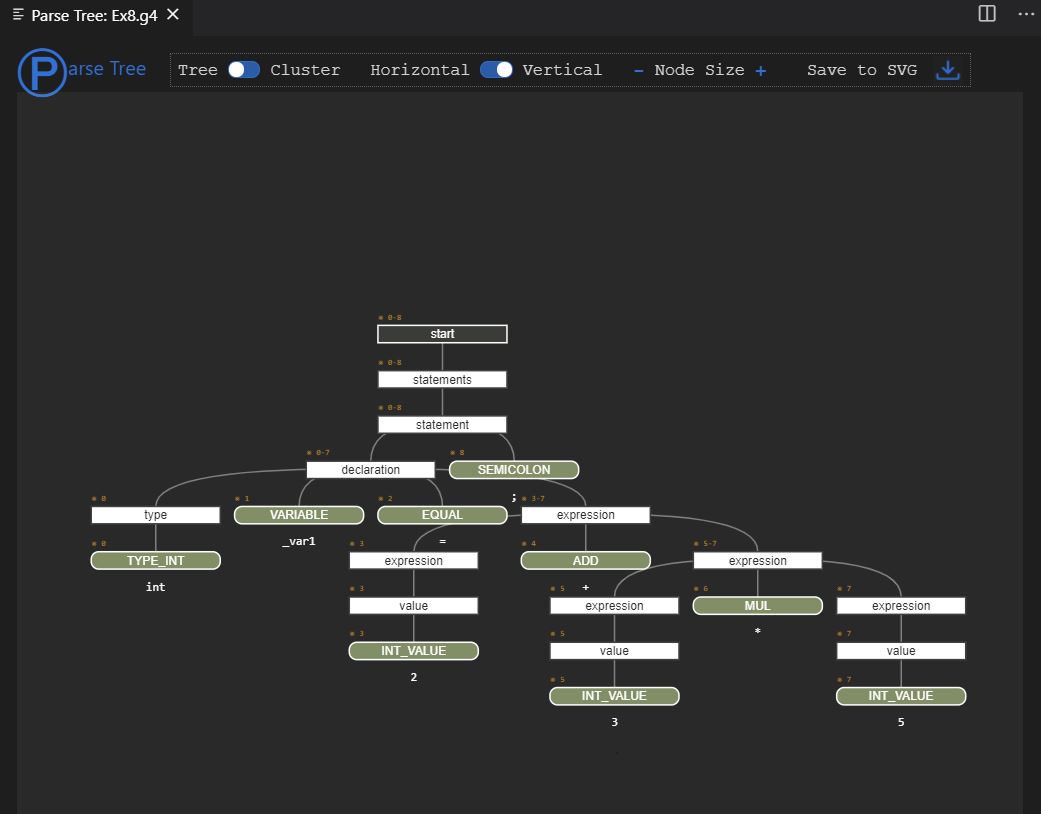 Parse Tree: Ex8.g4
Parse Tree Tree Cluster Horizontal Vertical - Node Size + Save to SVG
0-8
start
0-8
statements
0-8
statement
0-7 8
declaration SEMICOLON
;
0 1 2 3-7
type VARIABLE EQUAL expression
_var1 =
0 3 4 5-7
TYPE_INT expression ADD expression
int +
3 5 6 7
value expression MUL expression
*
3 5 7
INT_VALUE value value
2
5 7
INT_VALUE INT_VALUE
3 5